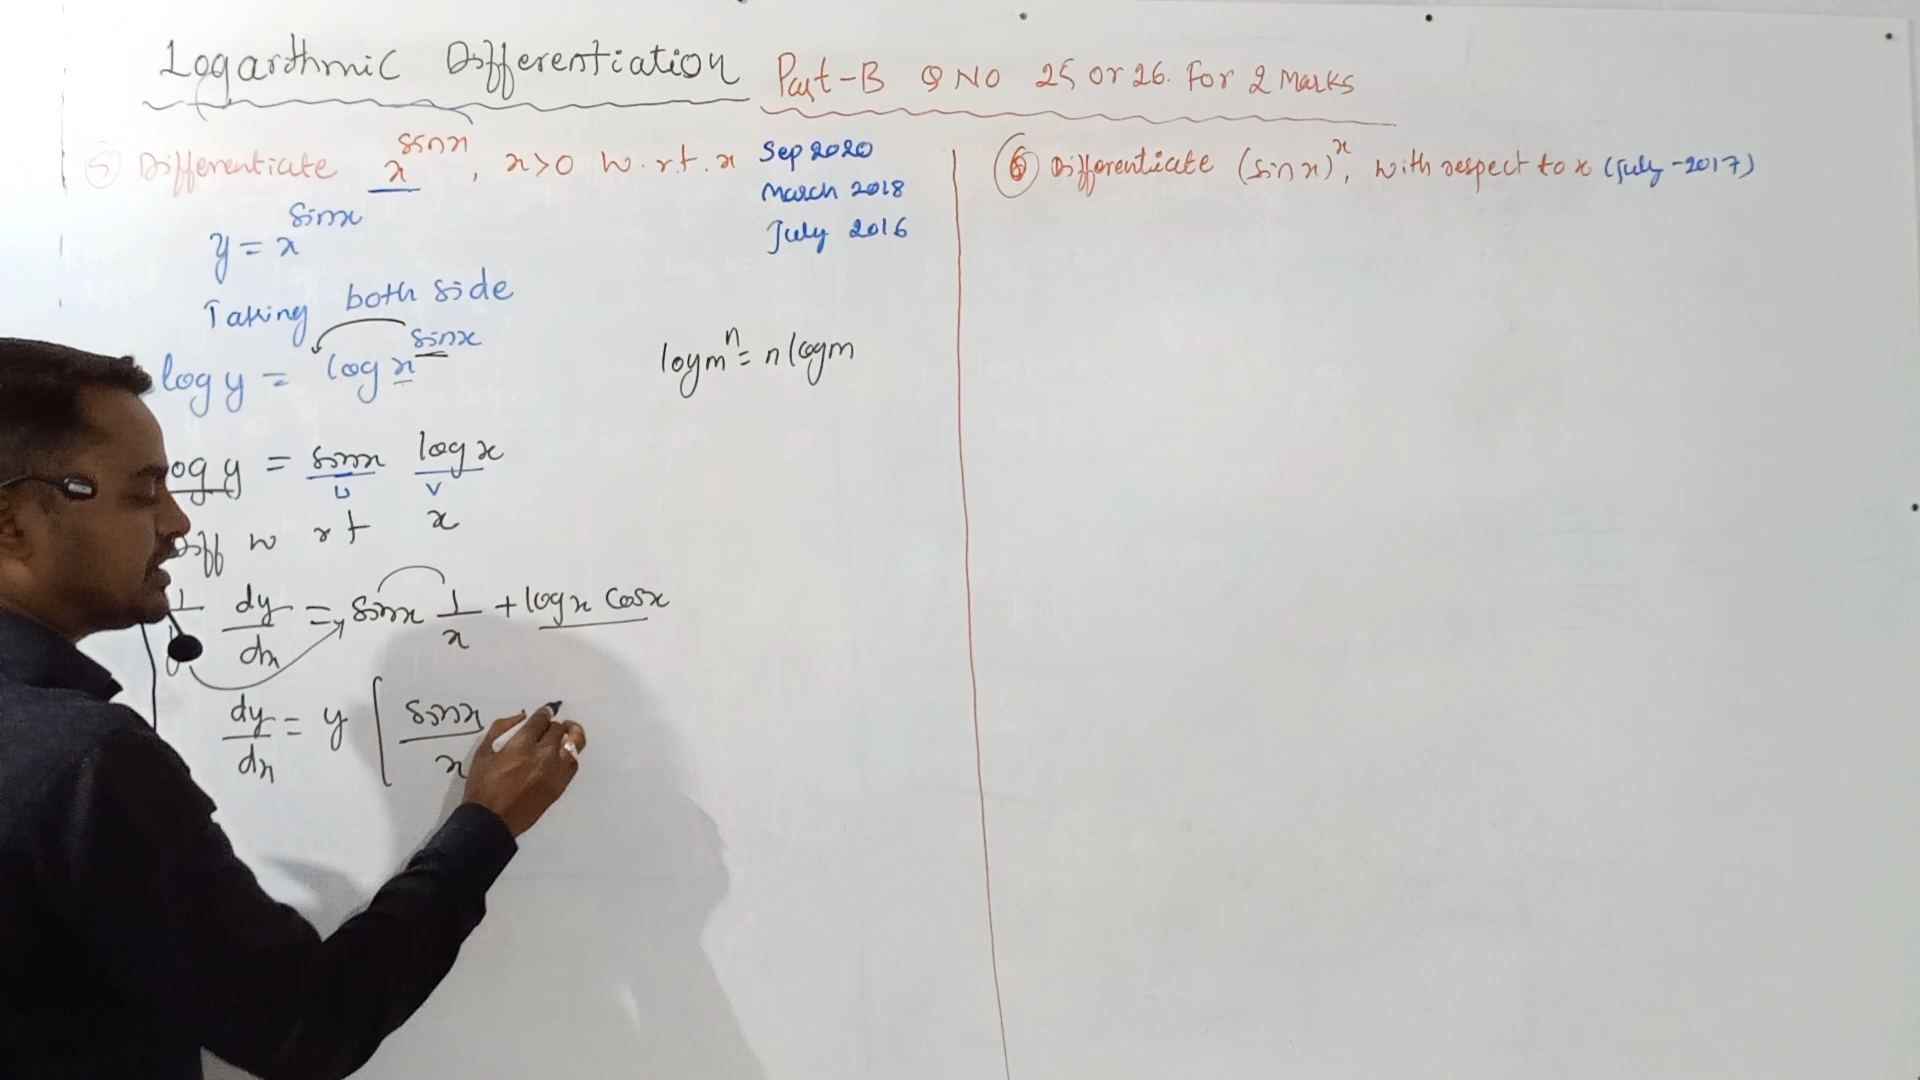 Logarithmic Differentiation Part-B Q NO 25 or 26. For 2 Marks
5 Differentiate x^sinx, x>0 w.r.t. x
Sep 2020
March 2018
July 2016
y = x^sinx
Taking both side
log y = log x^sinx
log m^n = n log m
log y = sinx log x
U V
Diff w r t x
1 dy/dx = sinx 1/x + log x cosx
dy/dx = y [ sinx/x
6 Differentiate (sinx)^x, with respect to x (July-2017)